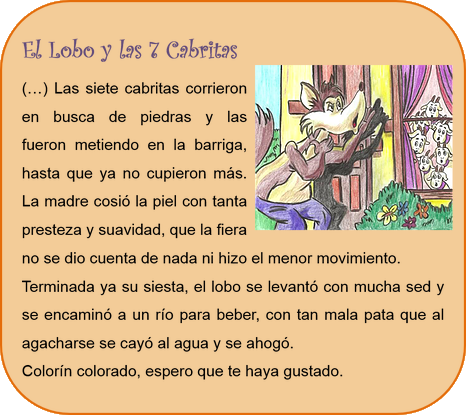 El Lobo y las 7 Cabritas
(…) Las siete cabritas corrieron
en busca de piedras y las
fueron metiendo en la barriga,
hasta que ya no cupieron más.
La madre cosió la piel con tanta
presteza y suavidad, que la fiera
no se dio cuenta de nada ni hizo el menor movimiento.
Terminada ya su siesta, el lobo se levantó con mucha sed y
se encaminó a un río para beber, con tan mala pata que al
agacharse se cayó al agua y se ahogó.
Colorín colorado, espero que te haya gustado.